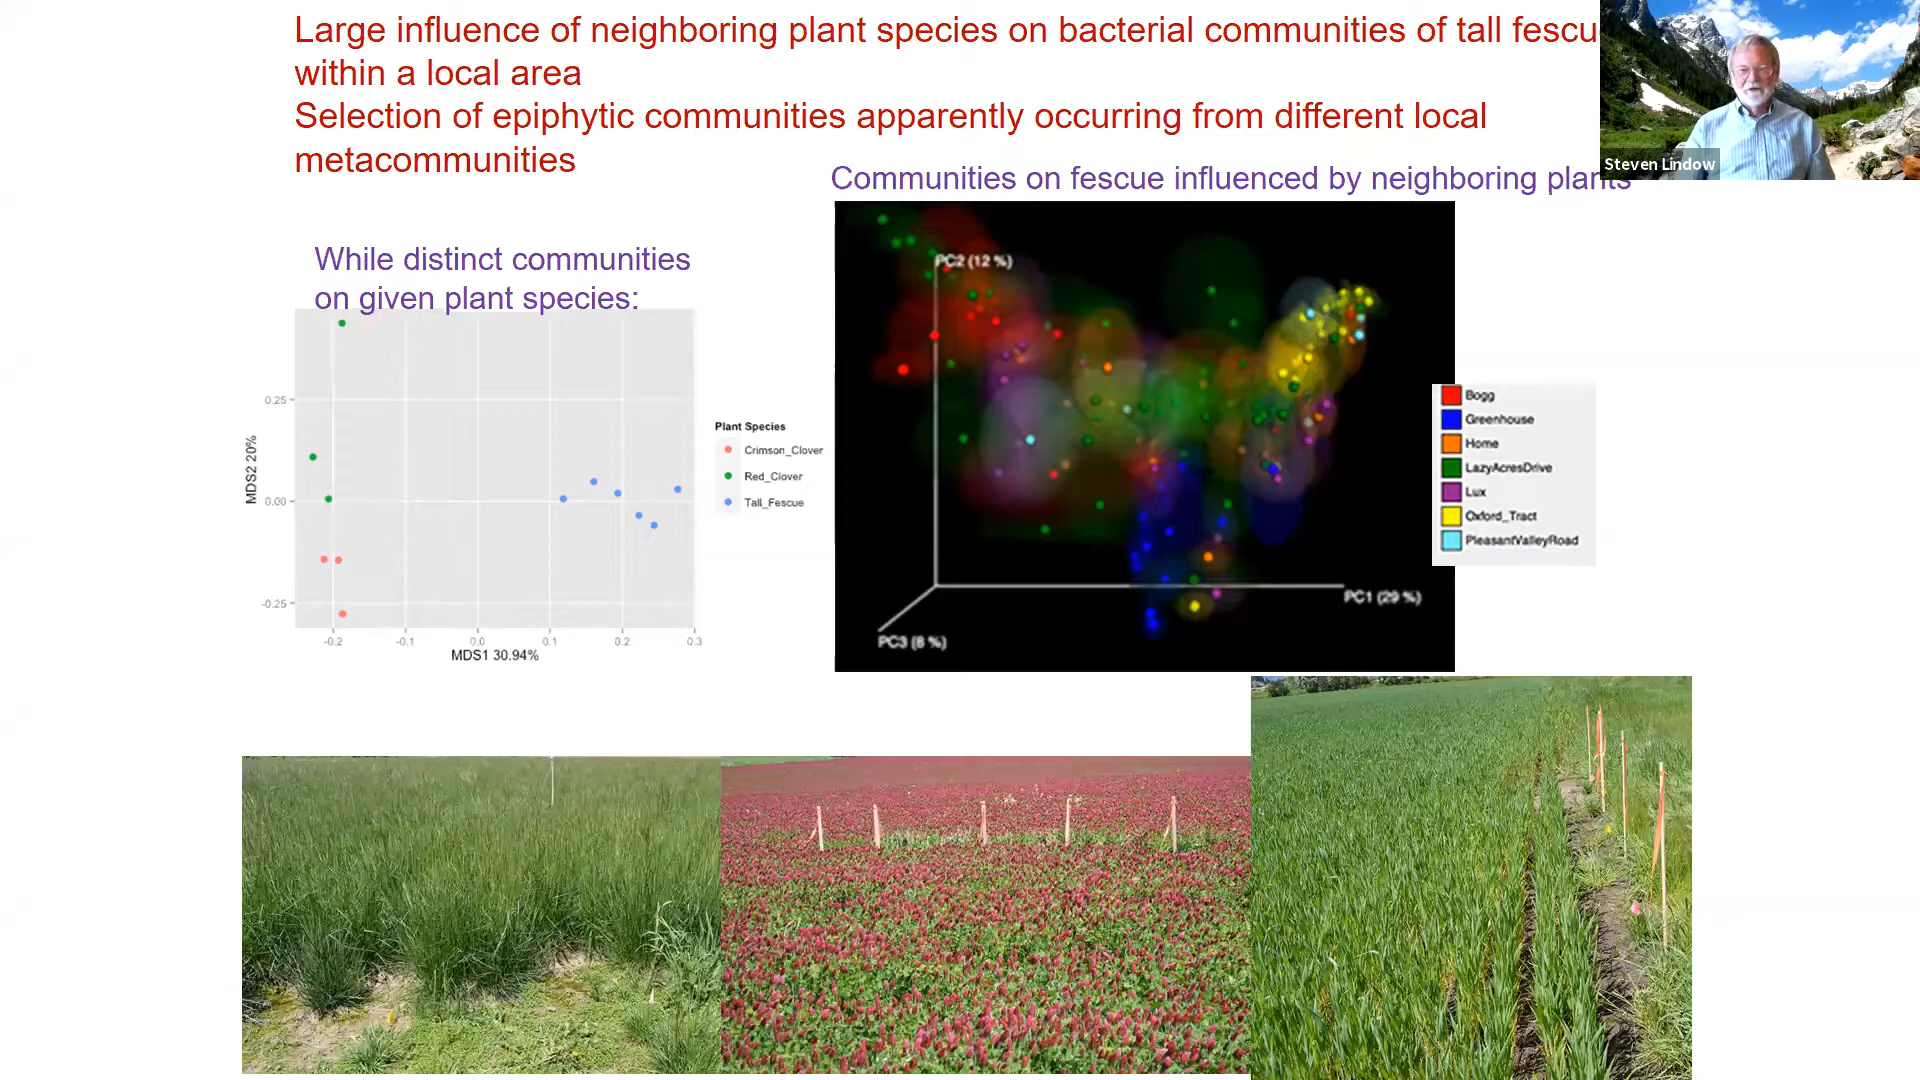 Large influence of neighboring plant species on bacterial communities of tall fescu
within a local area
Selection of epiphytic communities apparently occurring from different local
metacommunities
Steven Lindow
Communities on fescue influenced by neighboring plants
While distinct communities
on given plant species:
0.25
0.00
-0.25
MDS2 20%
-0.2
-0.1
0.0
0.1
0.2
0.3
MDS1 30.94%
Plant Species
Crimson_Clover
Red_Clover
Tall_Fescue
PC2 (12 %)
PC1 (29 %)
PC3 (8 %)
Bogg
Greenhouse
Home
LazyAcresDrive
Lux
Oxford_Tract
PleasantValleyRoad